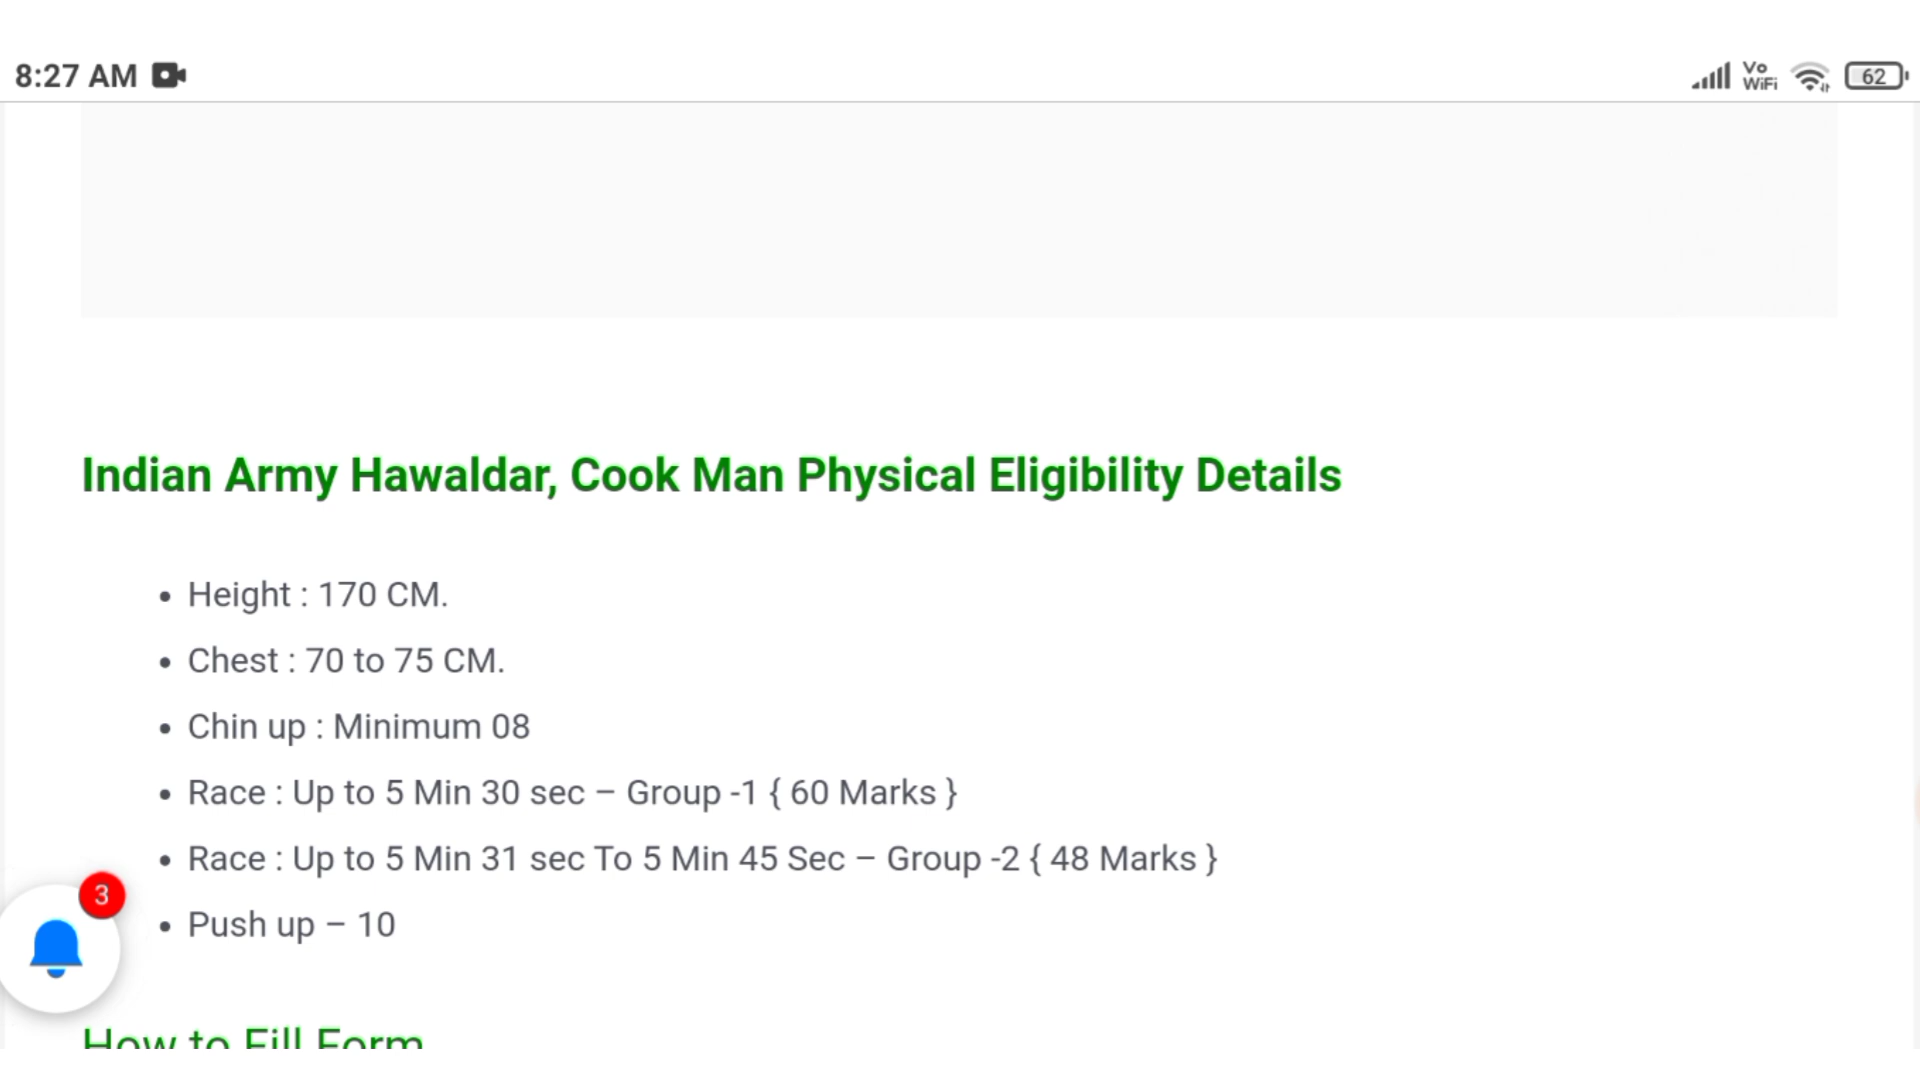 8:27 AM
Vo
WiFi
62
Indian Army Hawaldar, Cook Man Physical Eligibility Details
• Height : 170 CM.
• Chest : 70 to 75 CM.
• Chin up : Minimum 08
• Race : Up to 5 Min 30 sec – Group -1 { 60 Marks }
• Race : Up to 5 Min 31 sec To 5 Min 45 Sec – Group -2 { 48 Marks }
3
• Push up – 10
How to Fill Form